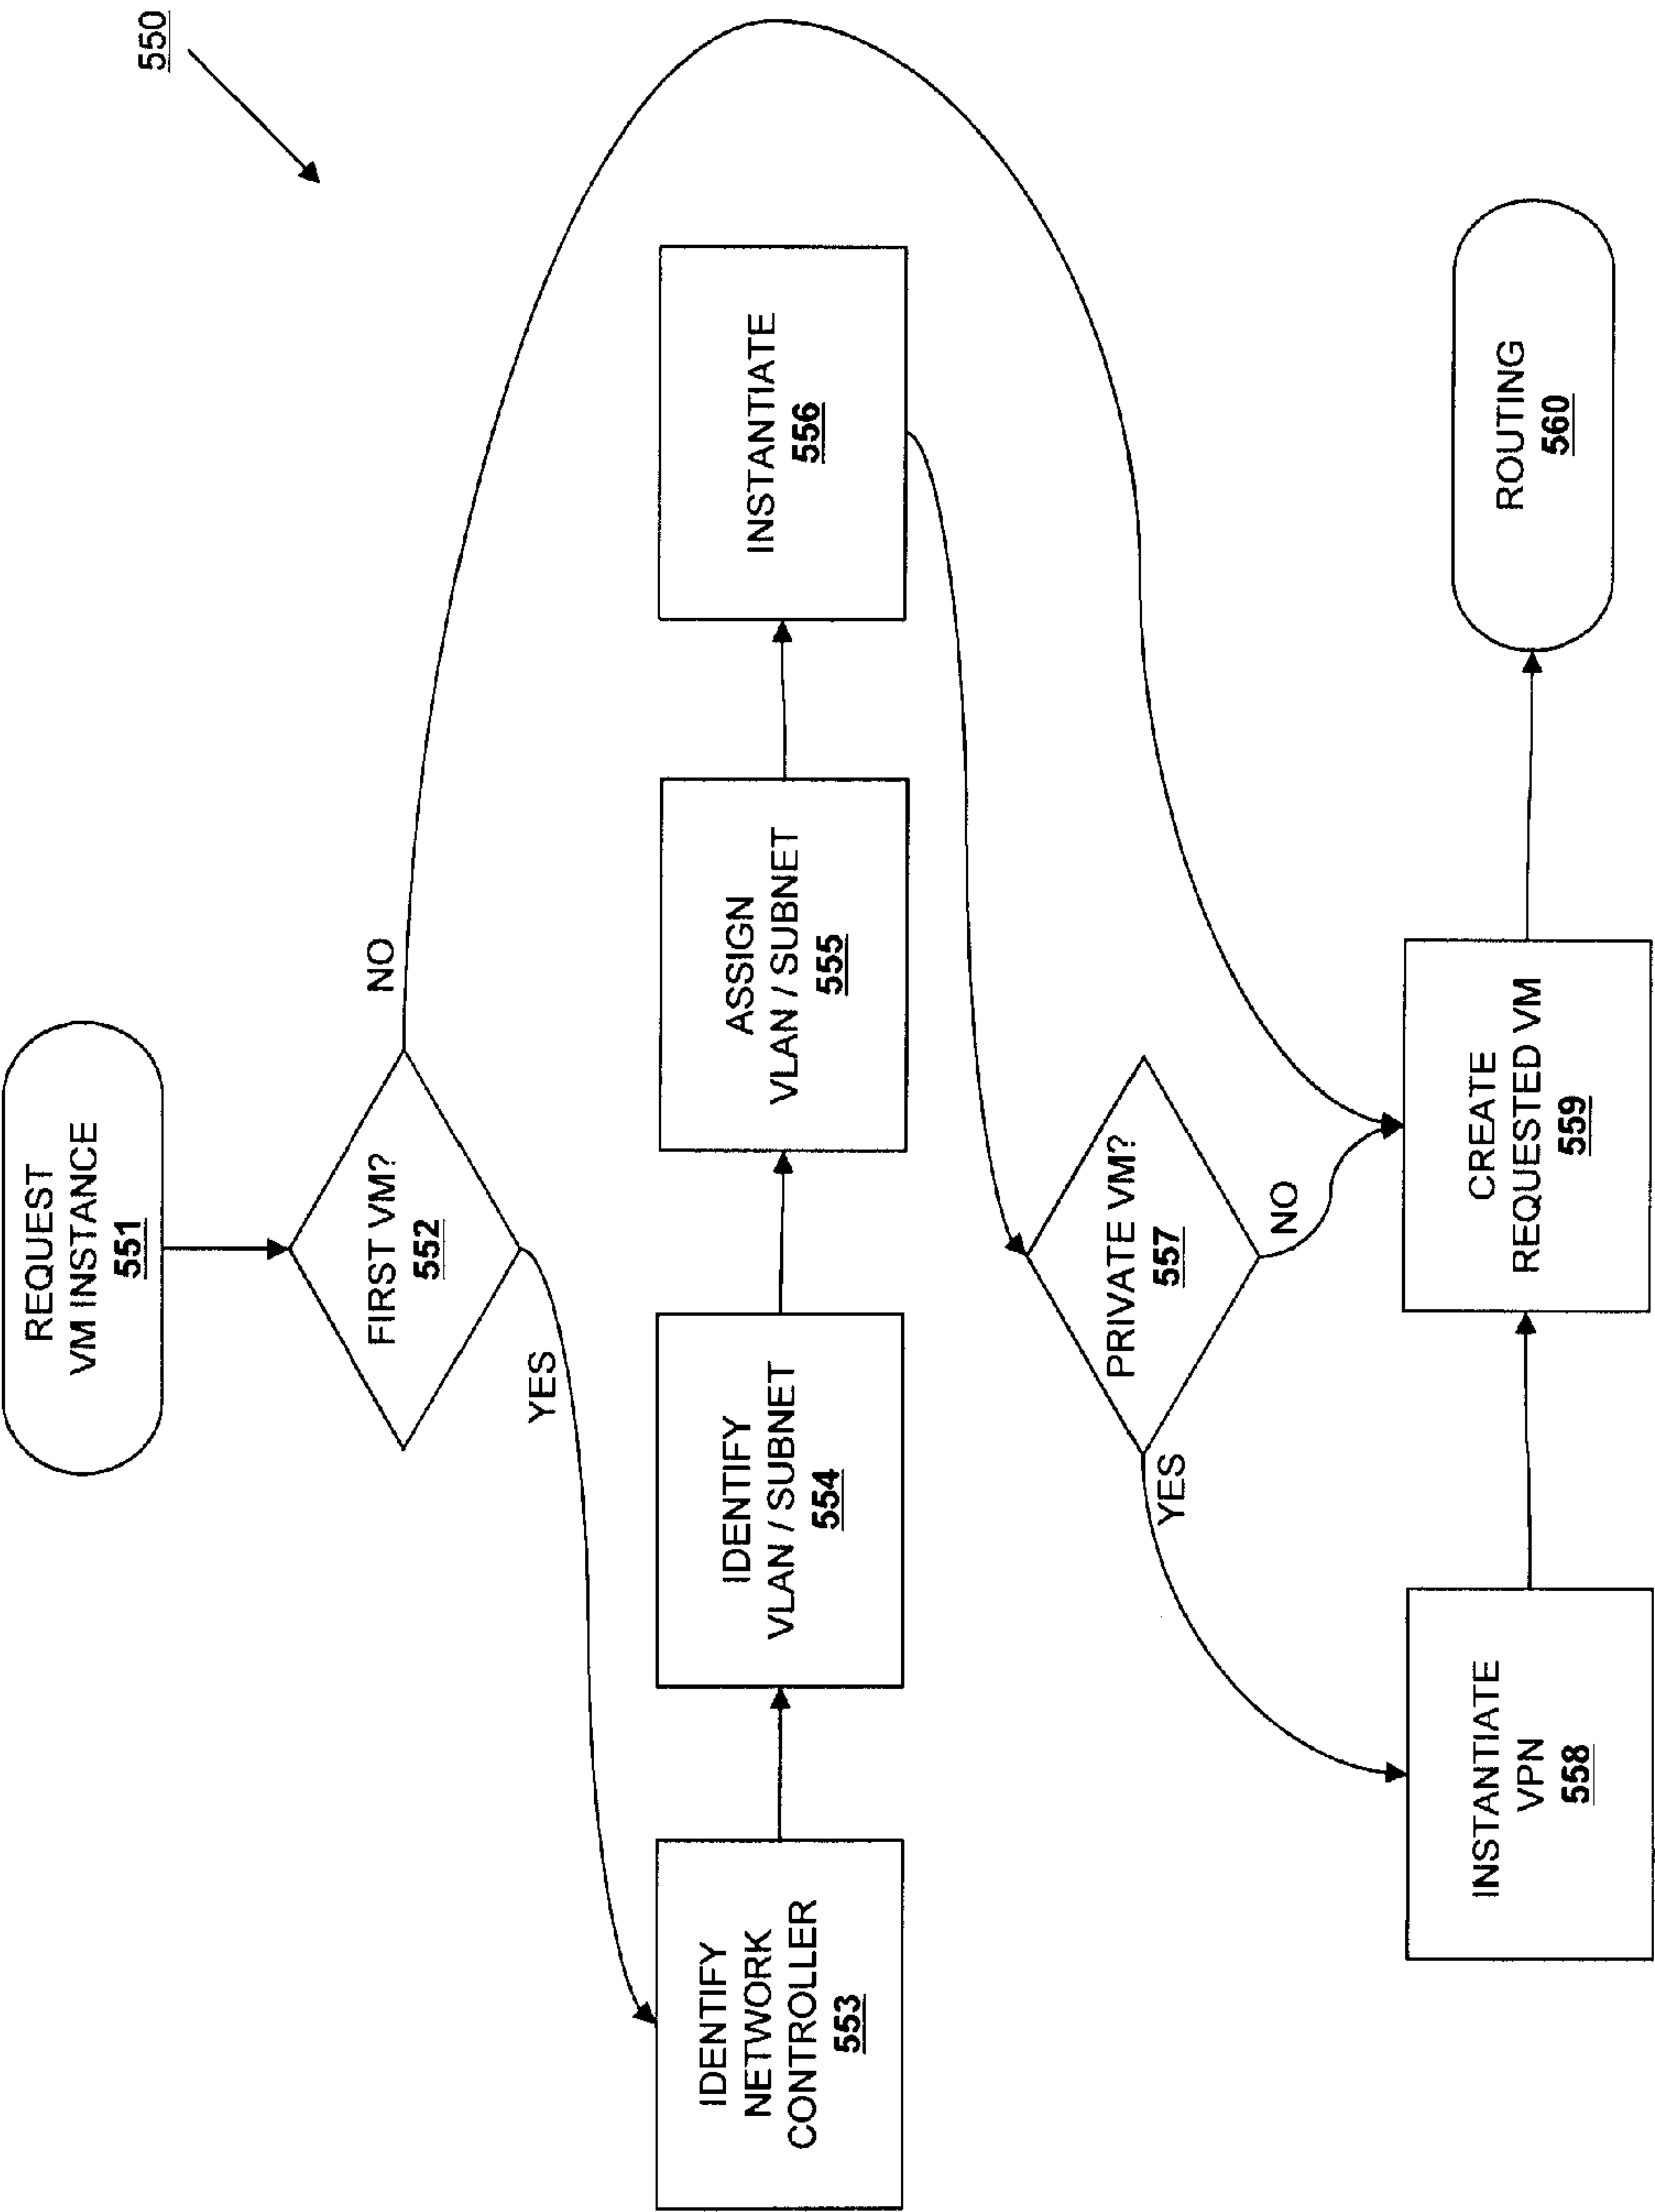 550
REQUEST
VM INSTANCE
551
FIRST VM?
552
NO
YES
IDENTIFY
NETWORK
CONTROLLER
553
IDENTIFY
VLAN / SUBNET
554
ASSIGN
VLAN / SUBNET
555
INSTANTIATE
556
PRIVATE VM?
557
YES
NO
INSTANTIATE
VPN
558
CREATE
REQUESTED VM
559
ROUTING
560